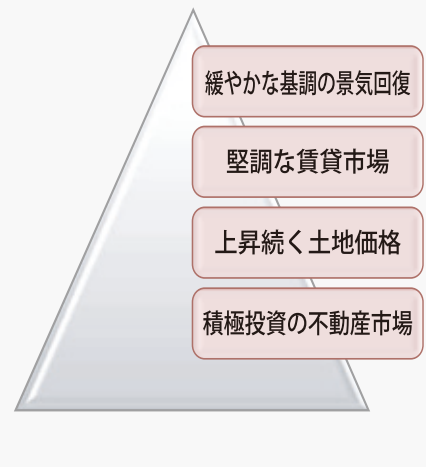 緩やかな基調の景気回復
堅調な賃貸市場
上昇続く土地価格
積極投資の不動産市場